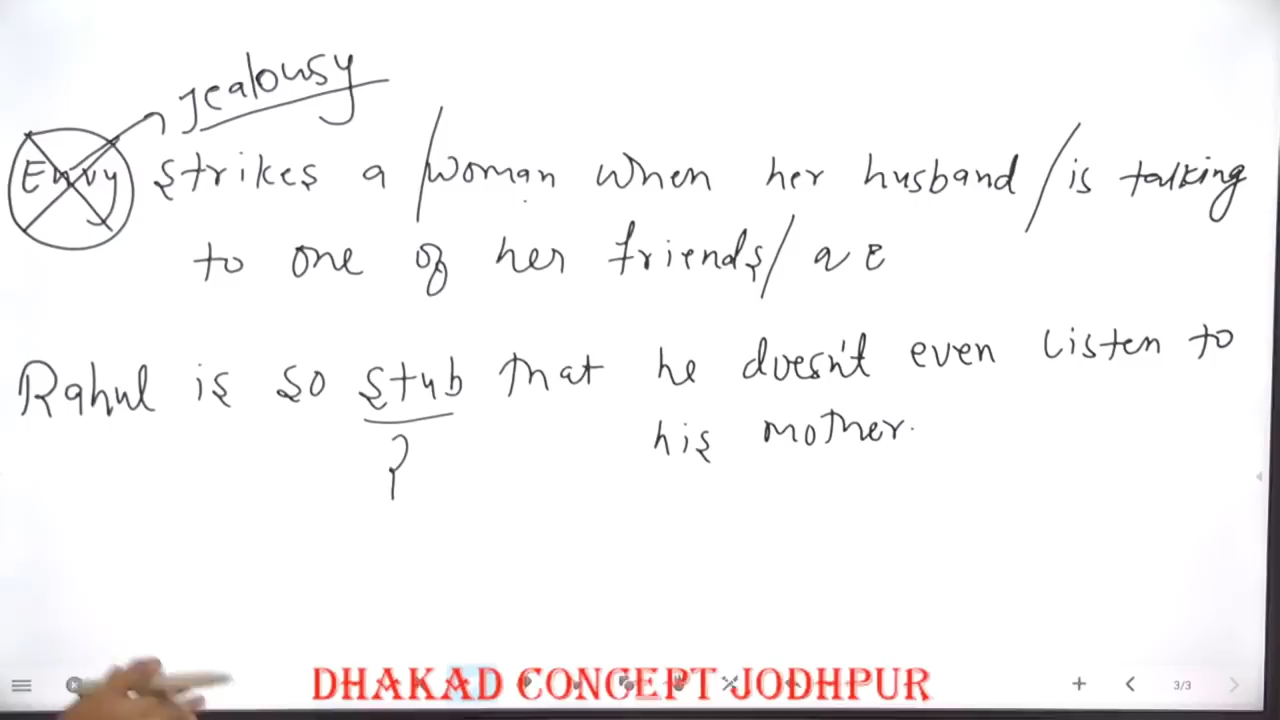 Jealousy
Envy strikes a / woman when her husband / is talking
to one of her friends / a E
Rahul is so stub that he doesn't even listen to
his mother.
?
DHAKAD CONCEPT JODHPUR
3/3